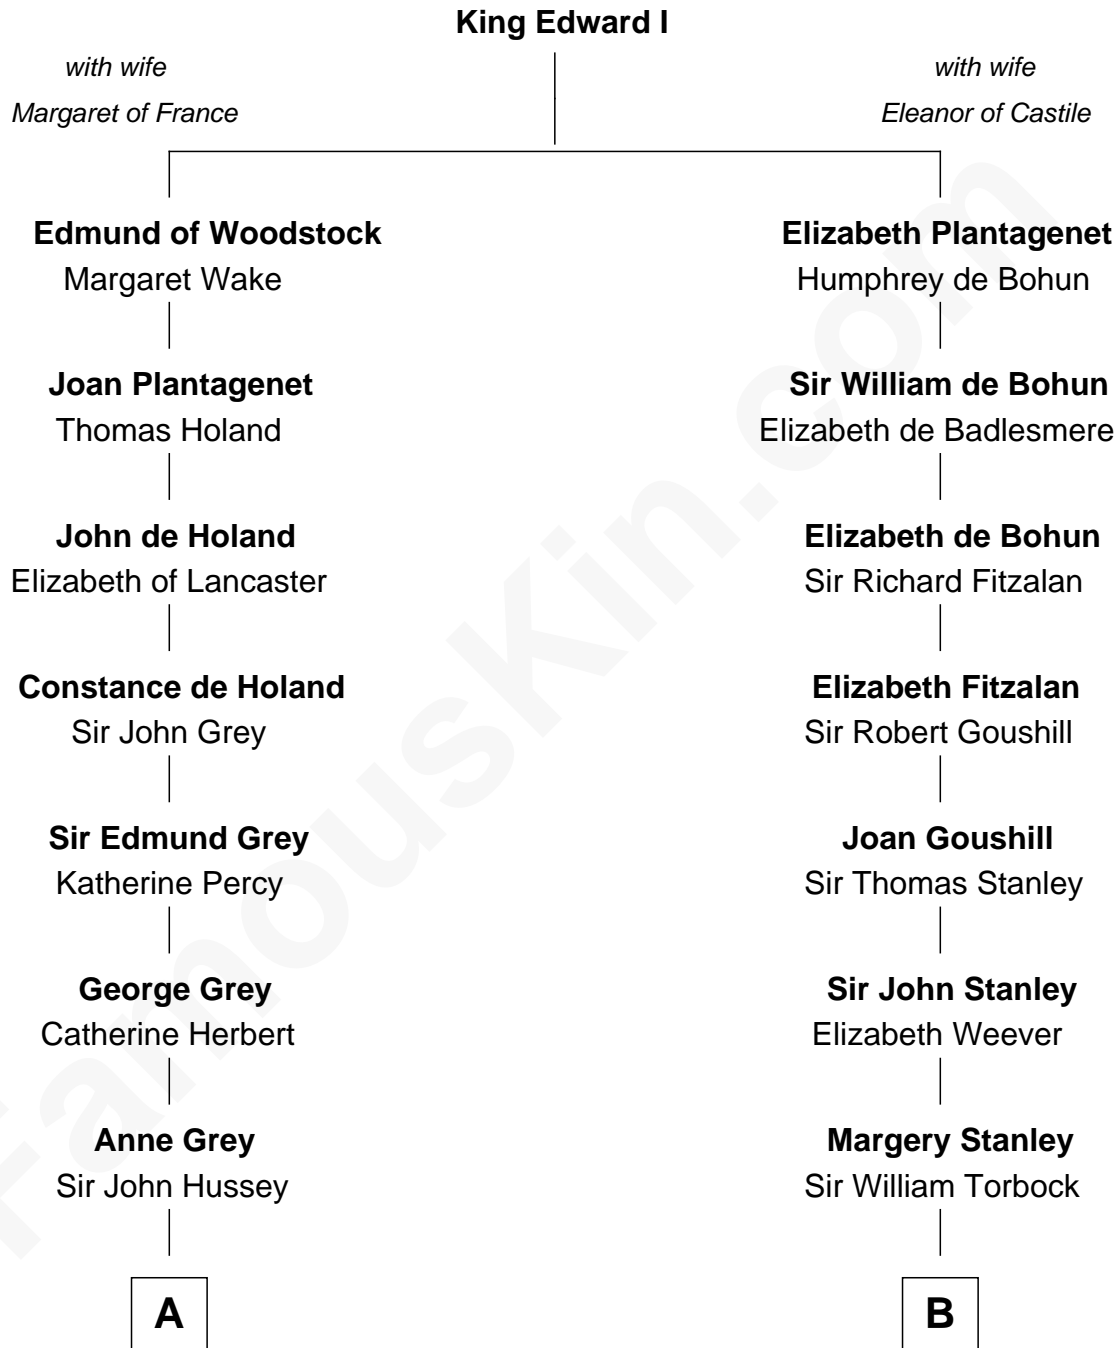 King Edward I
with wife
Margaret of France
with wife
Eleanor of Castile
Edmund of Woodstock
Margaret Wake
Elizabeth Plantagenet
Humphrey de Bohun
Joan Plantagenet
Thomas Holand
Sir William de Bohun
Elizabeth de Badlesmere
John de Holand
Elizabeth of Lancaster
Elizabeth de Bohun
Sir Richard Fitzalan
Constance de Holand
Sir John Grey
Elizabeth Fitzalan
Sir Robert Goushill
Sir Edmund Grey
Katherine Percy
Joan Goushill
Sir Thomas Stanley
George Grey
Catherine Herbert
Sir John Stanley
Elizabeth Weever
Anne Grey
Sir John Hussey
Margery Stanley
Sir William Torbock
A
B
FamousKin.com